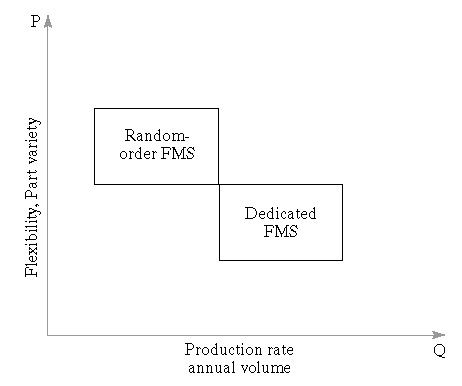 P
Flexibility, Part variety
Random-
order FMS
Dedicated
FMS
Production rate
annual volume
Q